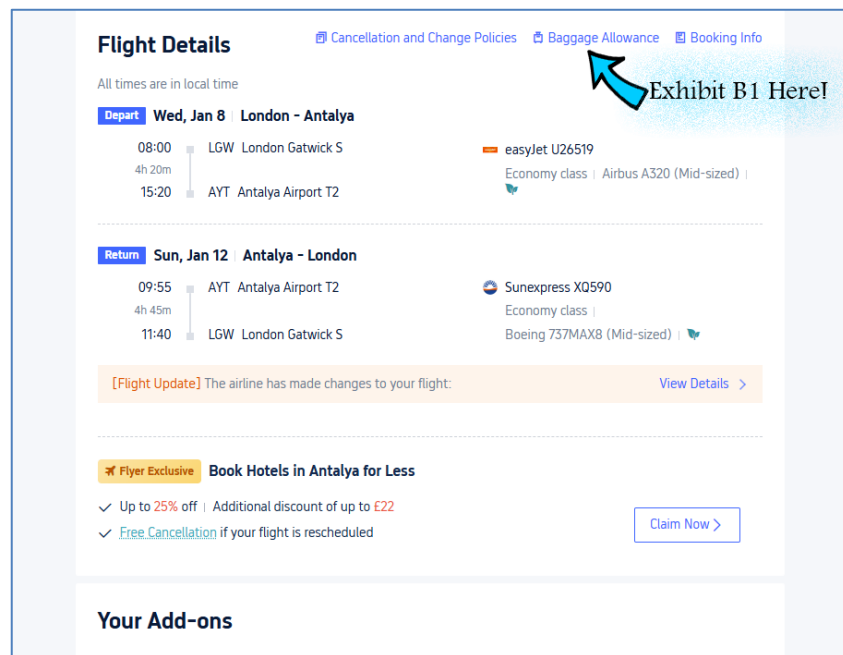 Flight Details
Cancellation and Change Policies Baggage Allowance Booking Info
Exhibit B1 Here!
All times are in local time
Depart Wed, Jan 8 | London - Antalya
08:00 LGW London Gatwick S
easyJet U26519
4h 20m
Economy class | Airbus A320 (Mid-sized) |
15:20 AYT Antalya Airport T2
Return Sun, Jan 12 | Antalya - London
09:55 AYT Antalya Airport T2
Sunexpress XQ590
4h 45m
Economy class |
11:40 LGW London Gatwick S
Boeing 737MAX8 (Mid-sized) |
[Flight Update] The airline has made changes to your flight: View Details >
Flyer Exclusive Book Hotels in Antalya for Less
Up to 25% off | Additional discount of up to £22
Free Cancellation if your flight is rescheduled
Claim Now >
Your Add-ons